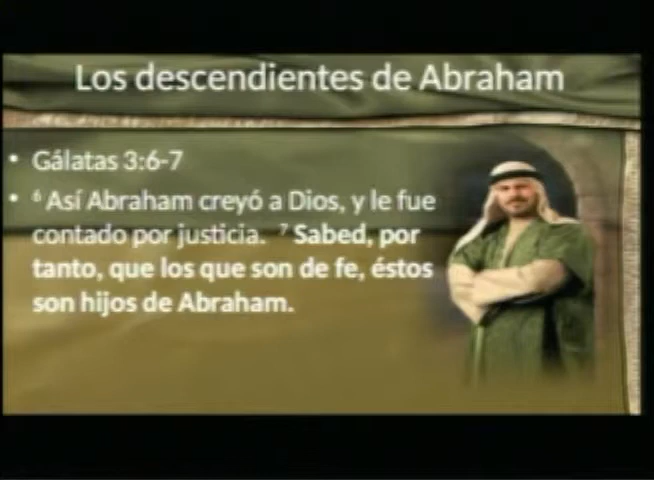 Los descendientes de Abraham
• Gálatas 3:6-7
• ⁶ Así Abraham creyó a Dios, y le fue
contado por justicia. ⁷ Sabed, por
tanto, que los que son de fe, éstos
son hijos de Abraham.